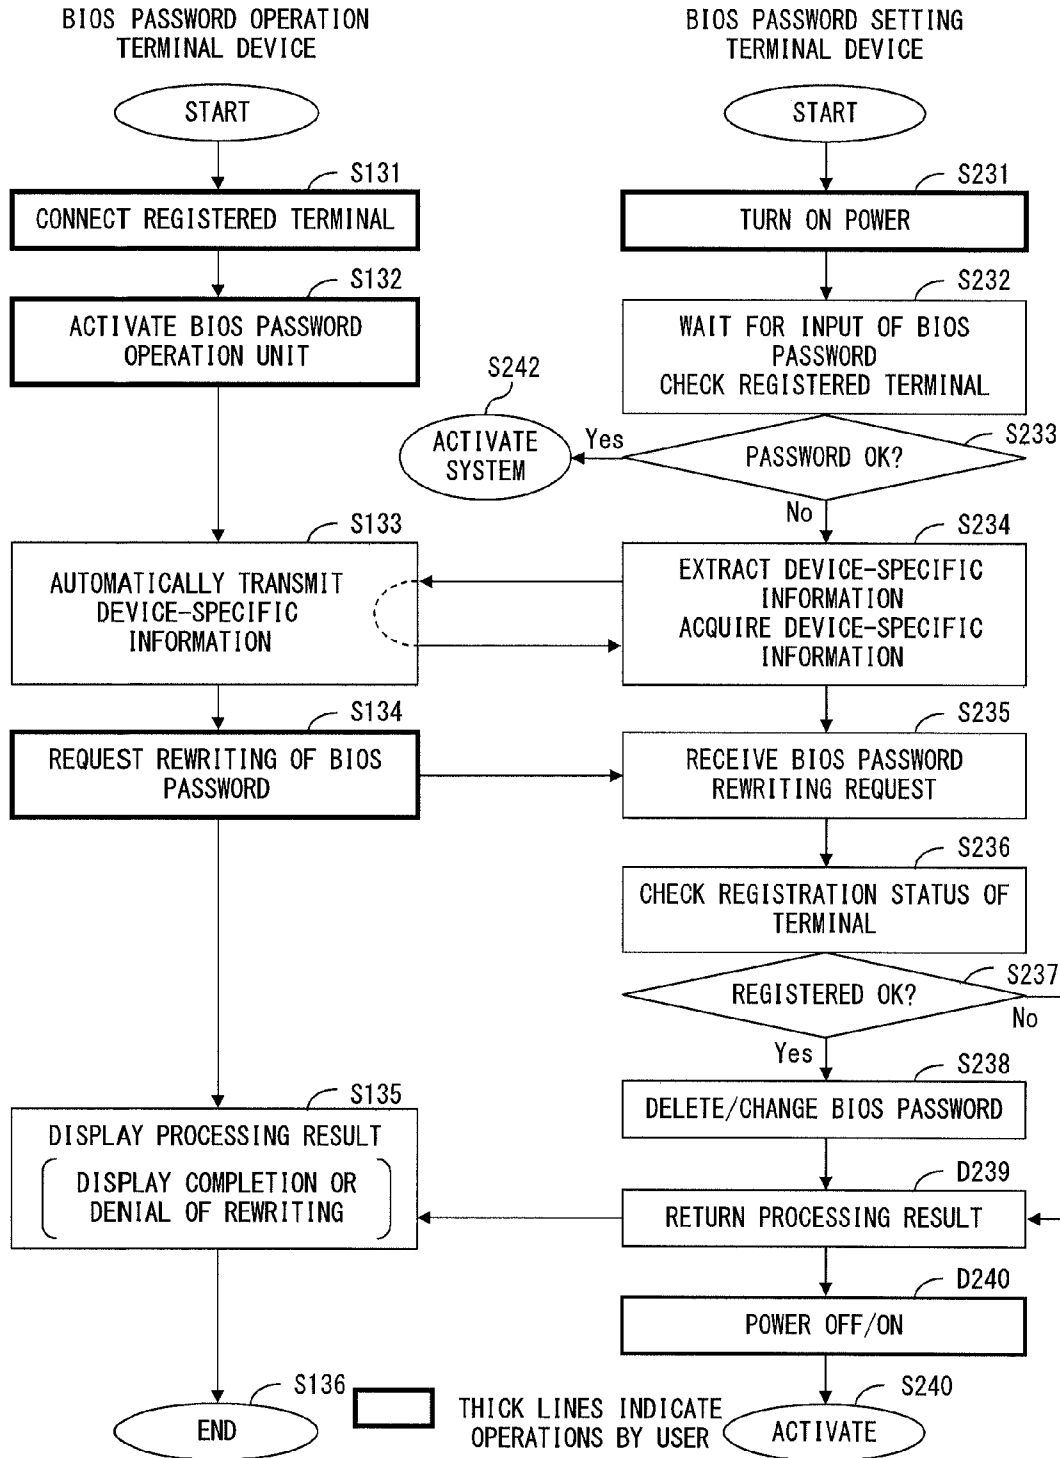 BIOS PASSWORD OPERATION
TERMINAL DEVICE
START
S131
CONNECT REGISTERED TERMINAL
S132
ACTIVATE BIOS PASSWORD
OPERATION UNIT
S133
AUTOMATICALLY TRANSMIT
DEVICE-SPECIFIC
INFORMATION
S134
REQUEST REWRITING OF BIOS
PASSWORD
S135
DISPLAY PROCESSING RESULT
DISPLAY COMPLETION OR
DENIAL OF REWRITING
S136
END
BIOS PASSWORD SETTING
TERMINAL DEVICE
START
S231
TURN ON POWER
S232
WAIT FOR INPUT OF BIOS
PASSWORD
CHECK REGISTERED TERMINAL
S233
PASSWORD OK?
Yes
S242
ACTIVATE
SYSTEM
No
S234
EXTRACT DEVICE-SPECIFIC
INFORMATION
ACQUIRE DEVICE-SPECIFIC
INFORMATION
S235
RECEIVE BIOS PASSWORD
REWRITING REQUEST
S236
CHECK REGISTRATION STATUS OF
TERMINAL
S237
REGISTERED OK?
No
Yes
S238
DELETE/CHANGE BIOS PASSWORD
D239
RETURN PROCESSING RESULT
D240
POWER OFF/ON
S240
ACTIVATE
THICK LINES INDICATE
OPERATIONS BY USER